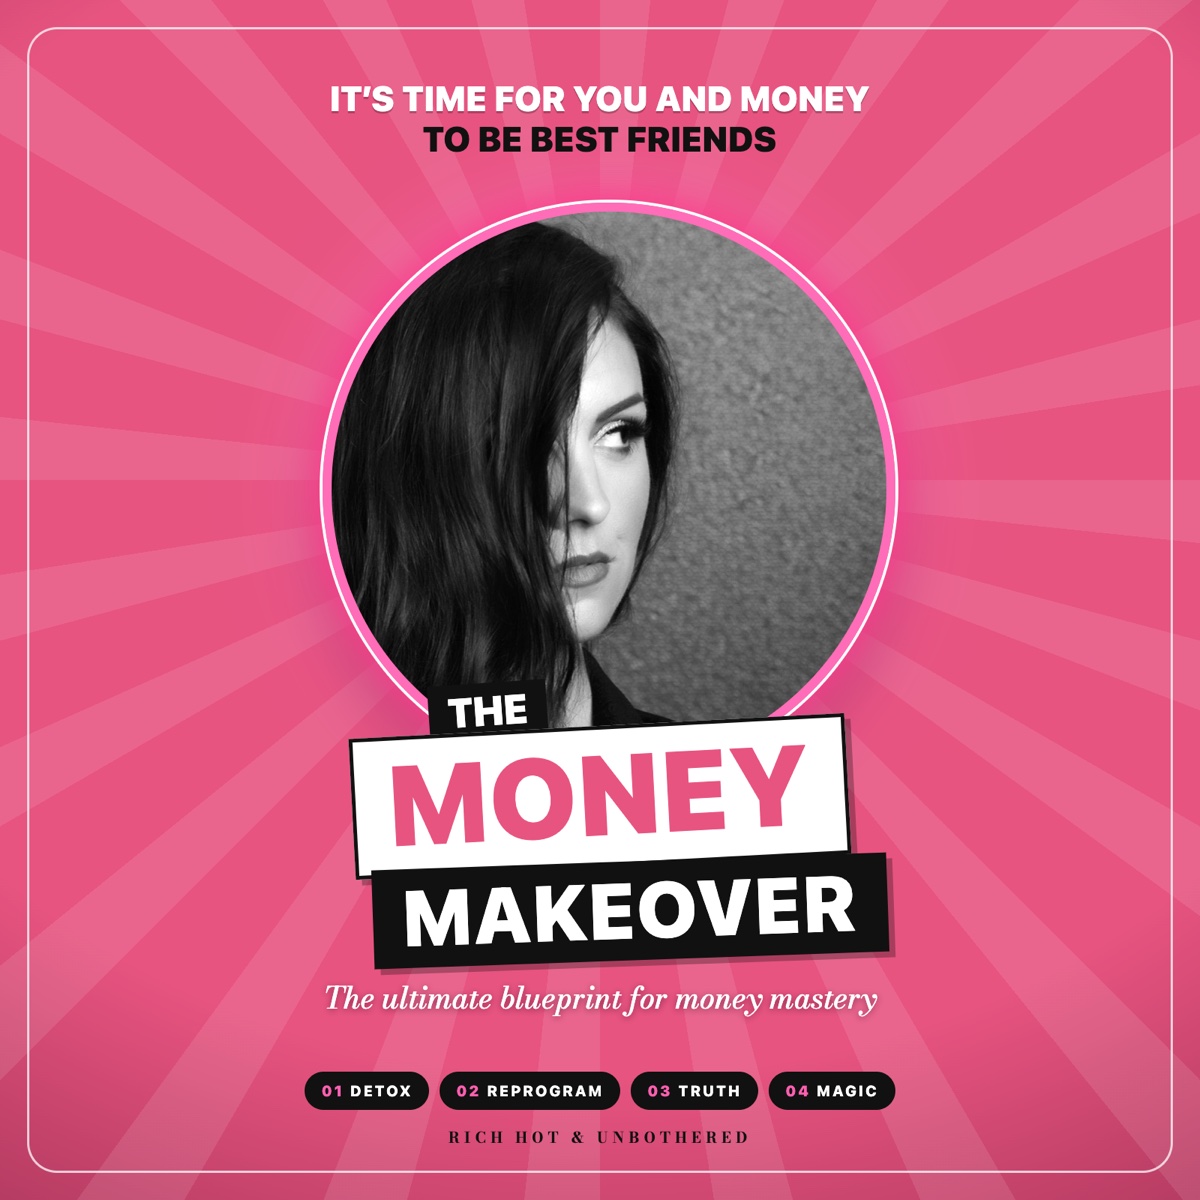 IT’S TIME FOR YOU AND MONEY
TO BE BEST FRIENDS
THE
MONEY
MAKEOVER
The ultimate blueprint for money mastery
01 DETOX 02 REPROGRAM 03 TRUTH 04 MAGIC
RICH HOT & UNBOTHERED